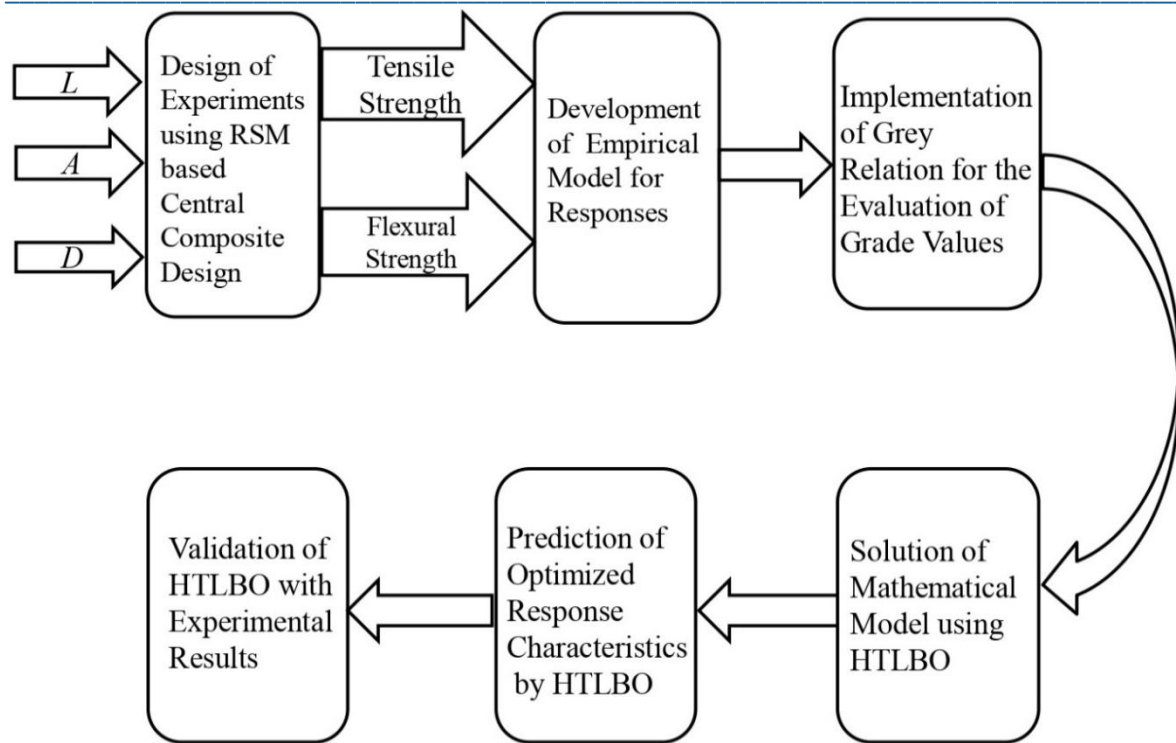 L
A
D
Design of
Experiments
using RSM
based
Central
Composite
Design
Tensile
Strength
Flexural
Strength
Development
of Empirical
Model for
Responses
Implementation
of Grey
Relation for the
Evaluation of
Grade Values
Solution of
Mathematical
Model using
HTLBO
Prediction of
Optimized
Response
Characteristics
by HTLBO
Validation of
HTLBO with
Experimental
Results